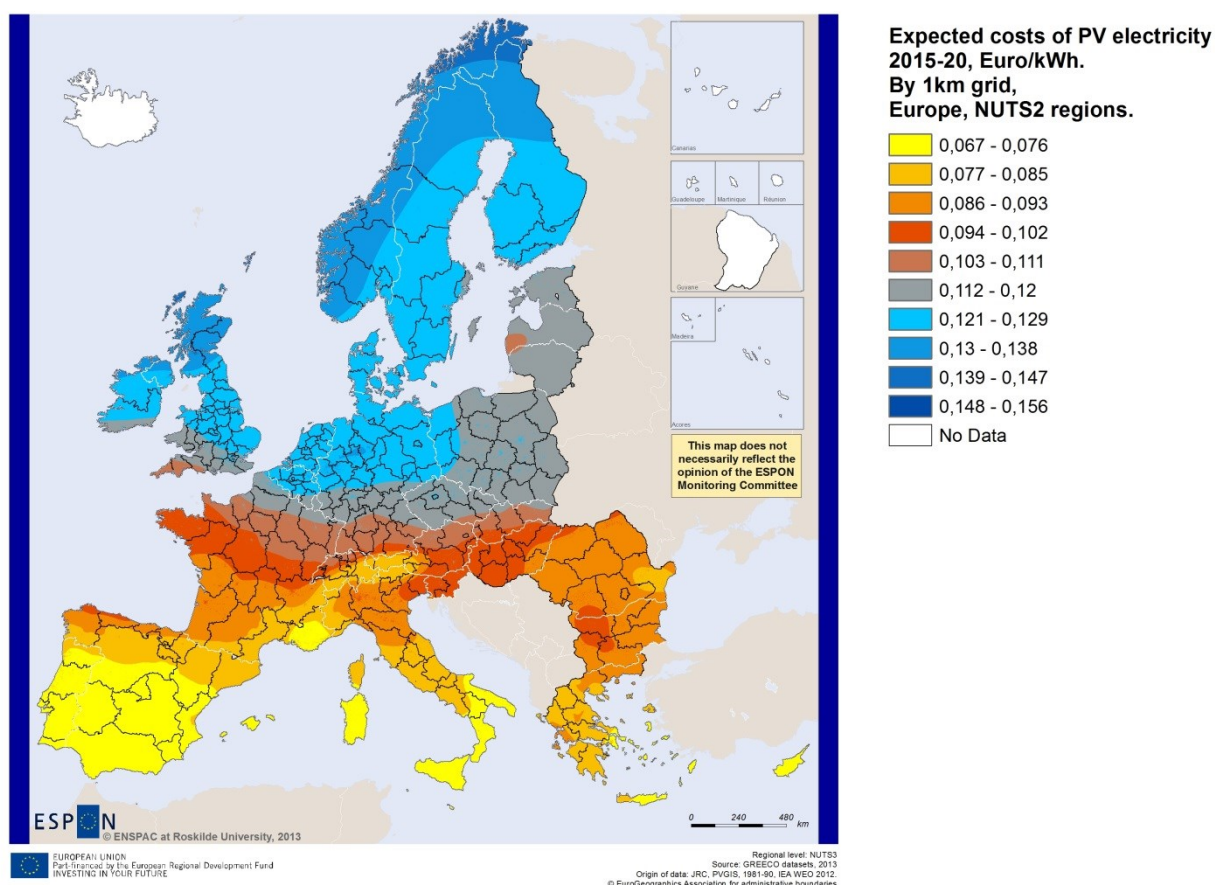 Expected costs of PV electricity
2015-20, Euro/kWh.
By 1km grid,
Europe, NUTS2 regions.
0,067 - 0,076
0,077 - 0,085
0,086 - 0,093
0,094 - 0,102
0,103 - 0,111
0,112 - 0,12
0,121 - 0,129
0,13 - 0,138
0,139 - 0,147
0,148 - 0,156
No Data
Canarias
Guadeloupe
Martinique
Réunion
Guyane
Madeira
Acores
This map does not
necessarily reflect the
opinion of the ESPON
Monitoring Committee
ESPON
© ENSPAC at Roskilde University, 2013
0 240 480
km
EUROPEAN UNION
Part-financed by the European Regional Development Fund
INVESTING IN YOUR FUTURE
Regional level: NUTS3
Source: GREECO datasets, 2013
Origin of data: JRC, PVGIS, 1981-90, IEA WEO 2012.
© EuroGeographics Association for administrative boundaries